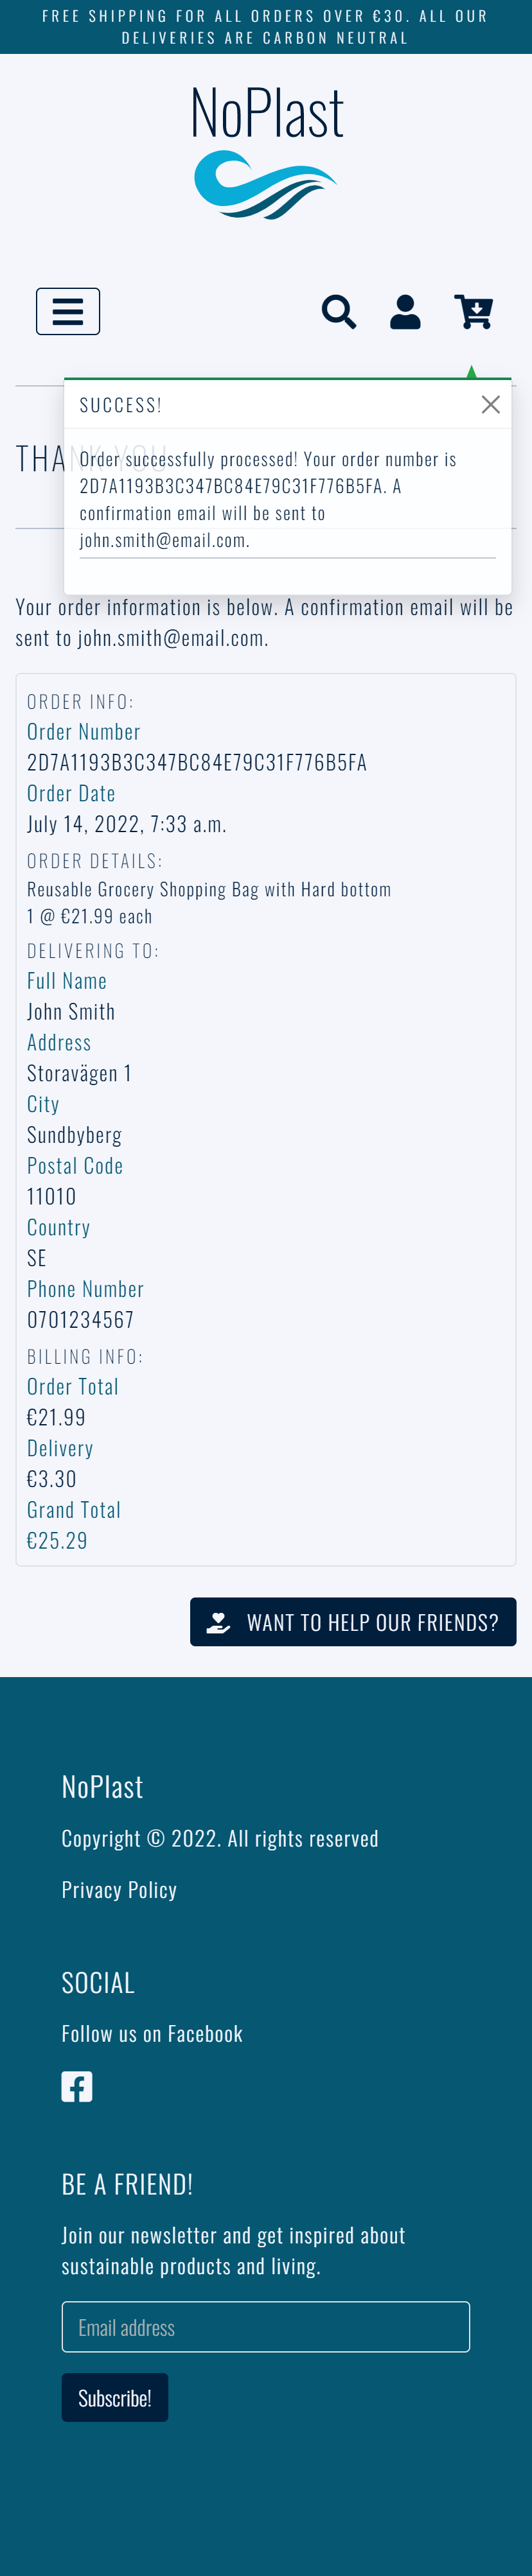 FREE SHIPPING FOR ALL ORDERS OVER €30. ALL OUR
DELIVERIES ARE CARBON NEUTRAL
NoPlast
SUCCESS!
THANK YOU
Order successfully processed! Your order number is
2D7A1193B3C347BC84E79C31F776B5FA. A
confirmation email will be sent to
john.smith@email.com.
Your order information is below. A confirmation email will be
sent to john.smith@email.com.
ORDER INFO:
Order Number
2D7A1193B3C347BC84E79C31F776B5FA
Order Date
July 14, 2022, 7:33 a.m.
ORDER DETAILS:
Reusable Grocery Shopping Bag with Hard bottom
1 @ €21.99 each
DELIVERING TO:
Full Name
John Smith
Address
Storavägen 1
City
Sundbyberg
Postal Code
11010
Country
SE
Phone Number
0701234567
BILLING INFO:
Order Total
€21.99
Delivery
€3.30
Grand Total
€25.29
WANT TO HELP OUR FRIENDS?
NoPlast
Copyright © 2022. All rights reserved
Privacy Policy
SOCIAL
Follow us on Facebook
BE A FRIEND!
Join our newsletter and get inspired about
sustainable products and living.
Email address
Subscribe!